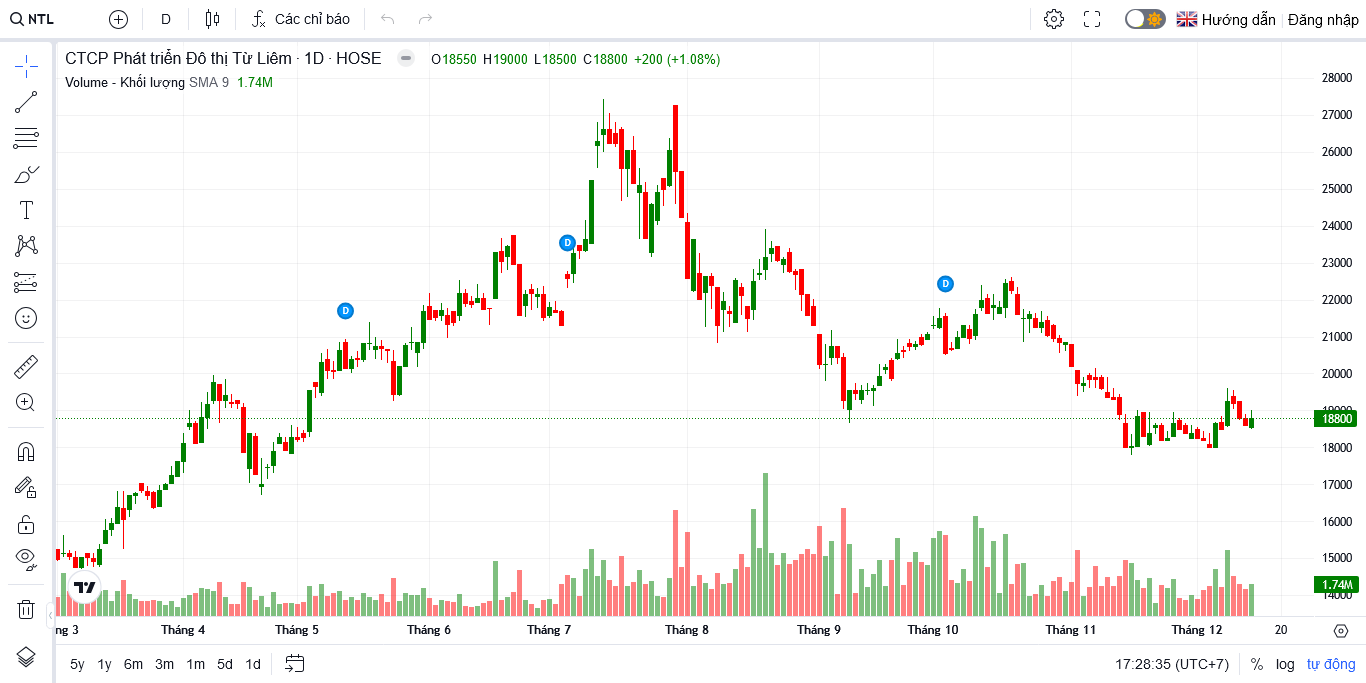 NTL
D
Các chỉ báo
Hướng dẫn
Đăng nhập
CTCP Phát triển Đô thị Từ Liêm · 1D · HOSE
O18550 H19000 L18500 C18800 +200 (+1.08%)
Volume - Khối lượng SMA 9 1.74M
28000
27000
26000
25000
24000
23000
22000
21000
20000
19000
18800
18000
17000
16000
15000
1.74M
14000
D
D
D
ng 3
Tháng 4
Tháng 5
Tháng 6
Tháng 7
Tháng 8
Tháng 9
Tháng 10
Tháng 11
Tháng 12
20
5y 1y 6m 3m 1m 5d 1d
17:28:35 (UTC+7)
% log tự động